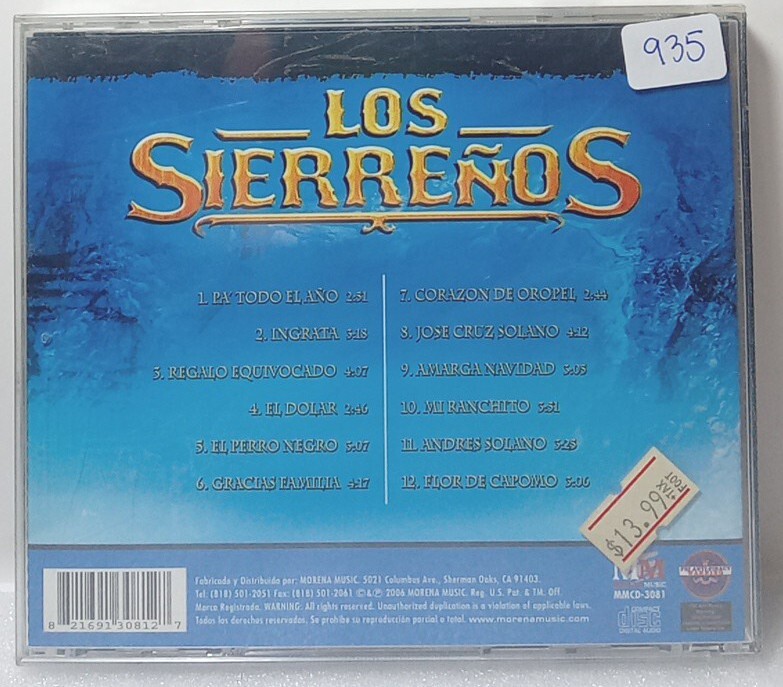 935
LOS
SIERREÑOS
1. PA' TODO EL AÑO 2:51
2. INGRATA 3:18
3. REGALO EQUIVOCADO 4:07
4. EL DOLAR 2:46
5. EL PERRO NEGRO 3:07
6. GRACIAS FAMILIA 4:17
7. CORAZON DE OROPEL 2:44
8. JOSE CRUZ SOLANO 4:12
9. AMARGA NAVIDAD 3:05
10. MI RANCHITO 3:51
11. ANDRES SOLANO 3:25
12. FLOR DE CAPOMO 3:06
$13.99
+TAX
FOOT
Fabricado y Distribuido por: MORENA MUSIC. 5021 Columbus Ave., Sherman Oaks, CA 91403.
Tel: (818) 501-2051 Fax: (818) 501-2061 ©&℗ 2006 MORENA MUSIC. Reg. U.S. Pat. & TM. Off.
Marca Registrada. WARNING: All rights reserved. Unauthorized duplication is a violation of applicable laws.
Todos los derechos reservados. Se prohibe su reproducción parcial o total. www.morenamusic.com
8 21691 30812 7
MM
MUSIC
MMCD-3081
COMPACT
disc
DIGITAL AUDIO